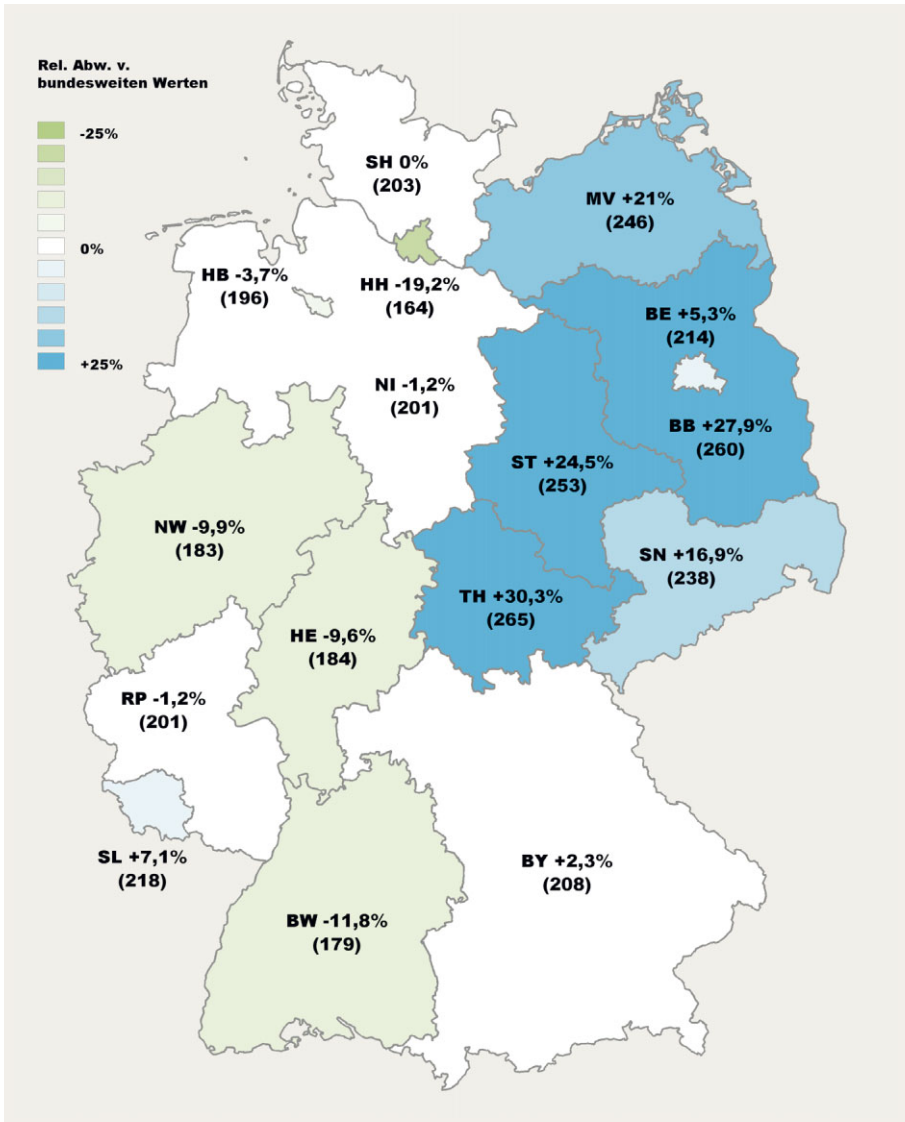 Rel. Abw. v.
bundesweiten Werten
-25%
0%
+25%
SH 0%
(203)
MV +21%
(246)
HB -3,7%
(196)
HH -19,2%
(164)
BE +5,3%
(214)
NI -1,2%
(201)
BB +27,9%
(260)
ST +24,5%
(253)
NW -9,9%
(183)
SN +16,9%
(238)
TH +30,3%
(265)
HE -9,6%
(184)
RP -1,2%
(201)
SL +7,1%
(218)
BY +2,3%
(208)
BW -11,8%
(179)